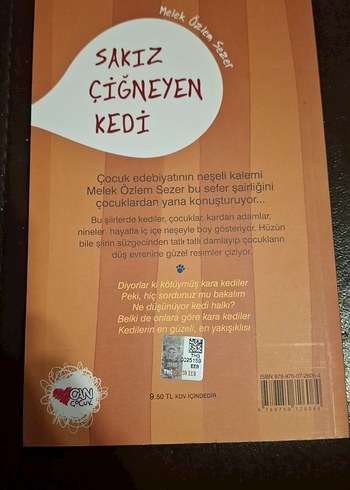 Melek Özlem Sezer
SAKIZ
ÇİĞNEYEN
KEDİ
Çocuk edebiyatının neşeli kalemi
Melek Özlem Sezer bu sefer şairliğini
çocuklardan yana konuşturuyor...
Bu şiirlerde kediler, çocuklar, kardan adamlar,
nineler hayatla iç içe neşeyle boy gösteriyor. Hüzün
bile şiirin süzgecinden tatlı tatlı damlayıp çocukların
düş evrenine güzel resimler çiziyor.
Diyorlar ki kötüymüş kara kediler
Peki, hiç sordunuz mu bakalım
Ne düşünüyor kedi halkı?
Belki de onlara göre kara kediler
Kedilerin en güzeli, en yakışıklısı
CAN
ÇOCUK
9.50 TL KDV İÇİNDEDİR